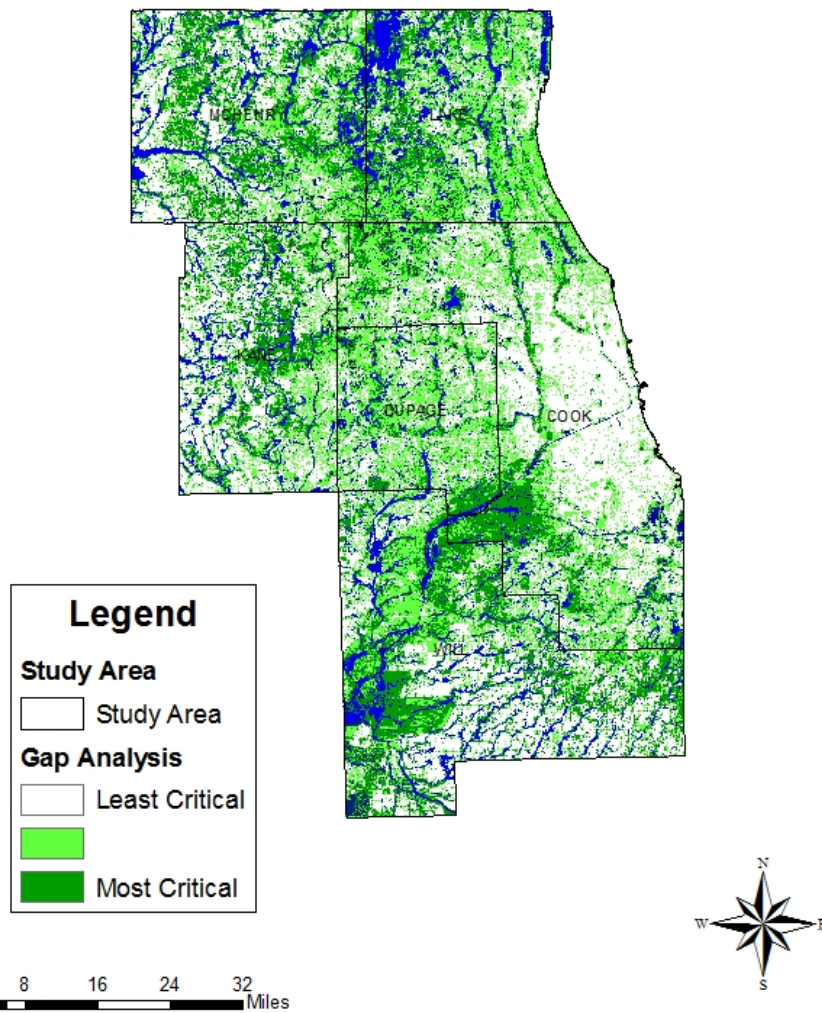 MCHENRY
LAKE
KANE
DUPAGE
COOK
WILL
Legend
Study Area
Study Area
Gap Analysis
Least Critical
Most Critical
N
W
E
S
8 16 24 32
Miles